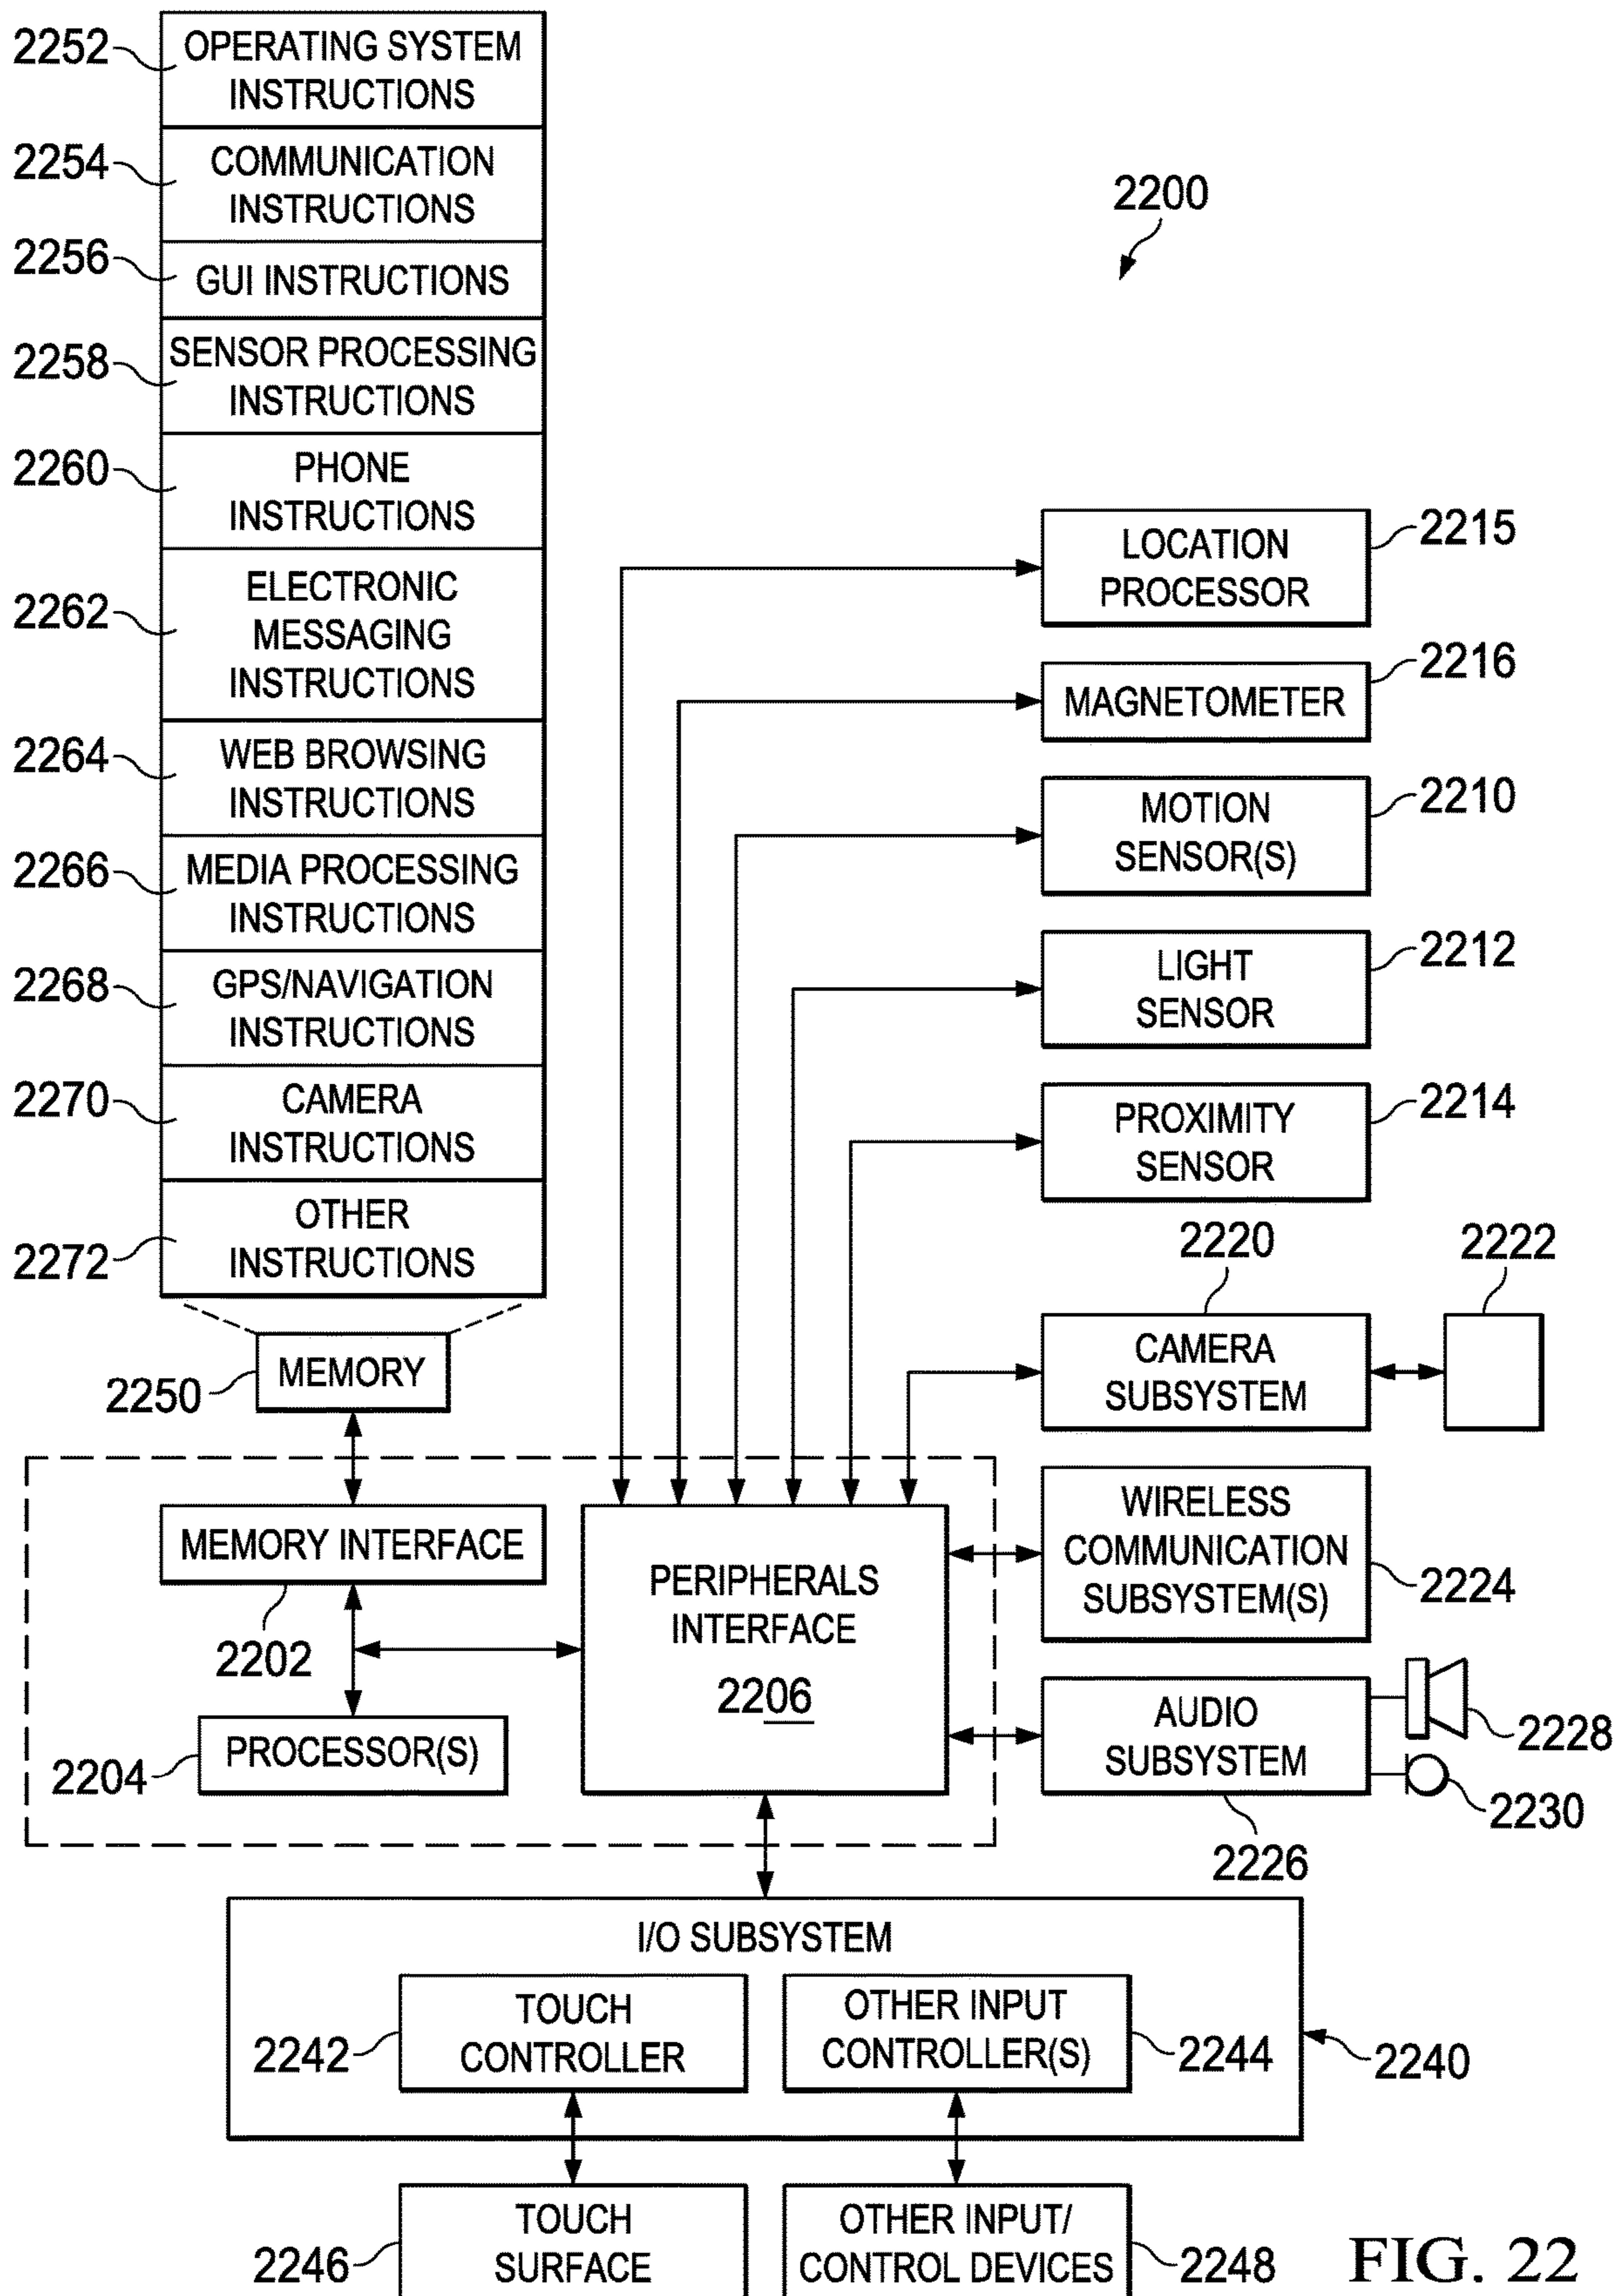 2252
OPERATING SYSTEM
INSTRUCTIONS
2254
COMMUNICATION
INSTRUCTIONS
2256
GUI INSTRUCTIONS
2258
SENSOR PROCESSING
INSTRUCTIONS
2260
PHONE
INSTRUCTIONS
2262
ELECTRONIC
MESSAGING
INSTRUCTIONS
2264
WEB BROWSING
INSTRUCTIONS
2266
MEDIA PROCESSING
INSTRUCTIONS
2268
GPS/NAVIGATION
INSTRUCTIONS
2270
CAMERA
INSTRUCTIONS
2272
OTHER
INSTRUCTIONS
2250
MEMORY
2200
LOCATION
PROCESSOR
2215
MAGNETOMETER
2216
MOTION
SENSOR(S)
2210
LIGHT
SENSOR
2212
PROXIMITY
SENSOR
2214
2220
CAMERA
SUBSYSTEM
2222
MEMORY INTERFACE
2202
2204
PROCESSOR(S)
PERIPHERALS
INTERFACE
2206
WIRELESS
COMMUNICATION
SUBSYSTEM(S)
2224
AUDIO
SUBSYSTEM
2228
2230
2226
I/O SUBSYSTEM
2242
TOUCH
CONTROLLER
OTHER INPUT
CONTROLLER(S)
2244
2240
2246
TOUCH
SURFACE
OTHER INPUT/
CONTROL DEVICES
2248
FIG. 22